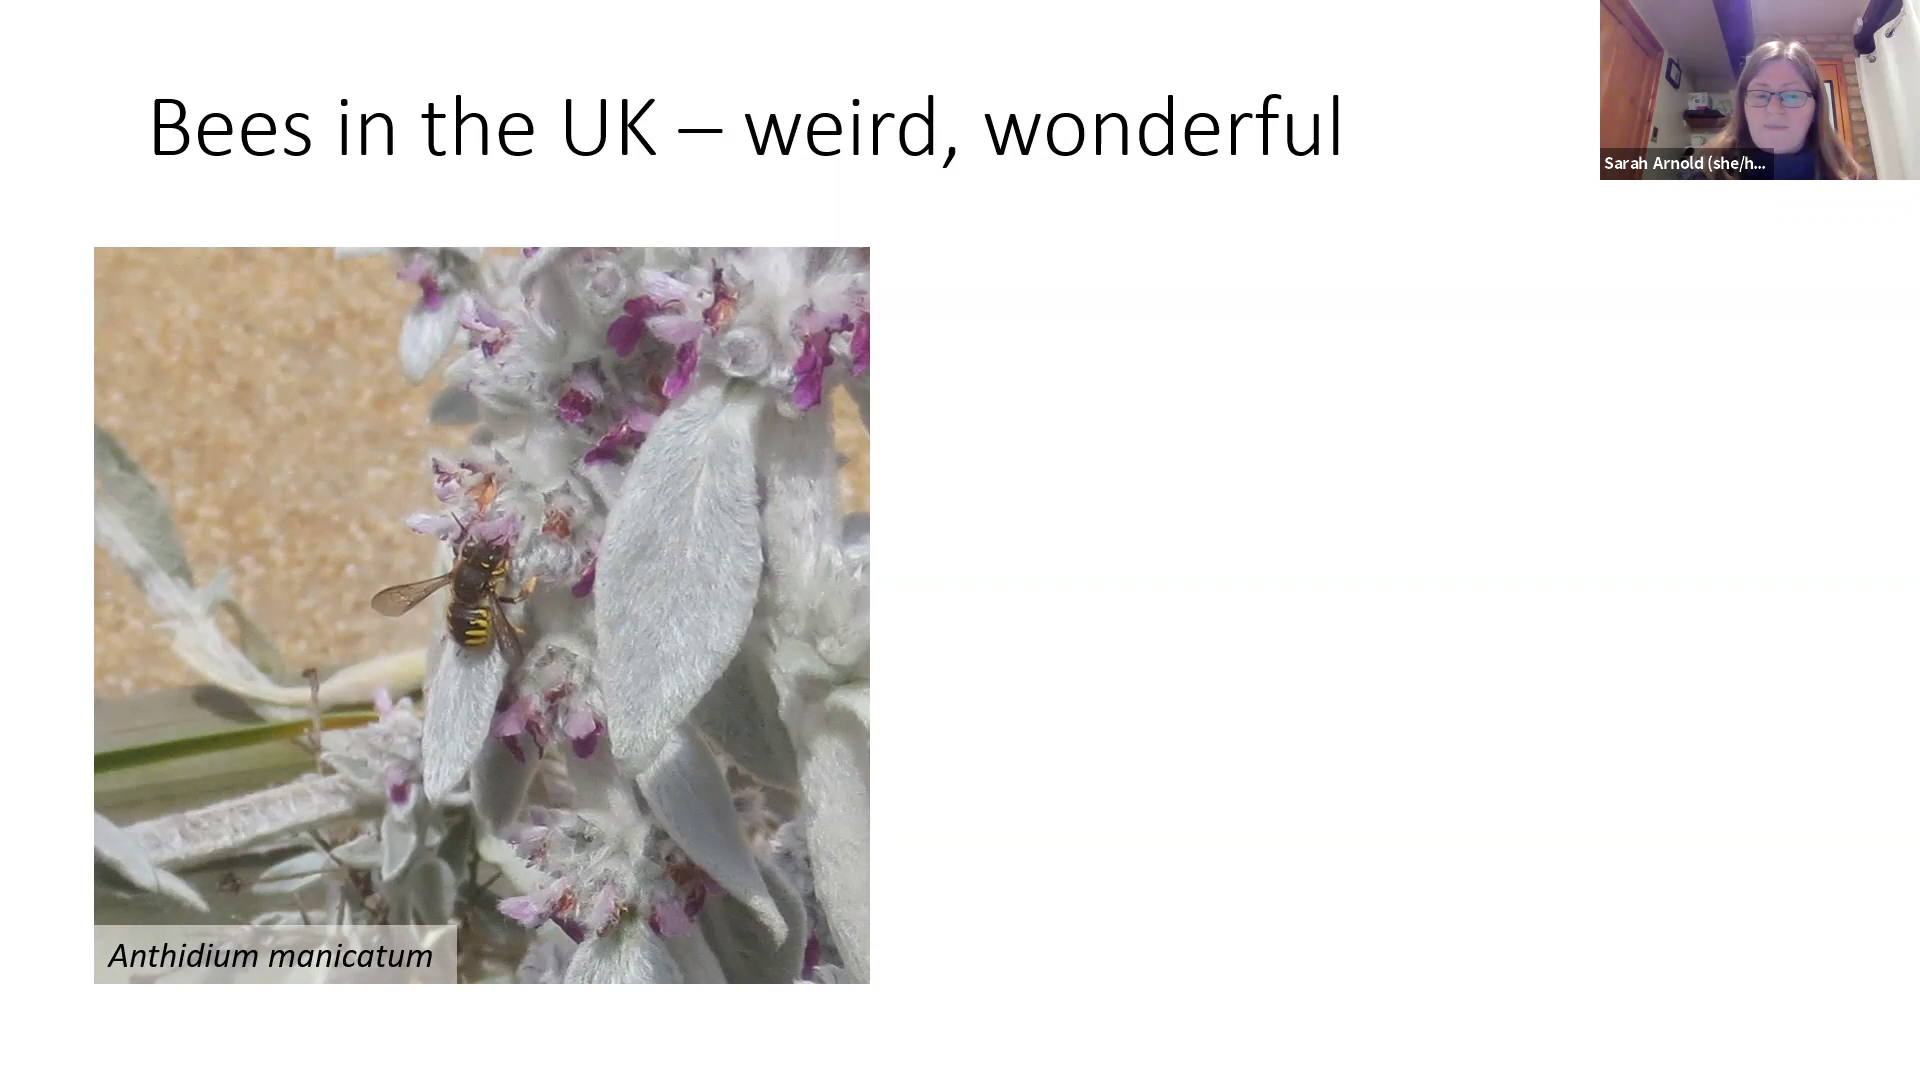 Bees in the UK – weird, wonderful
Sarah Arnold (she/h...
Anthidium manicatum